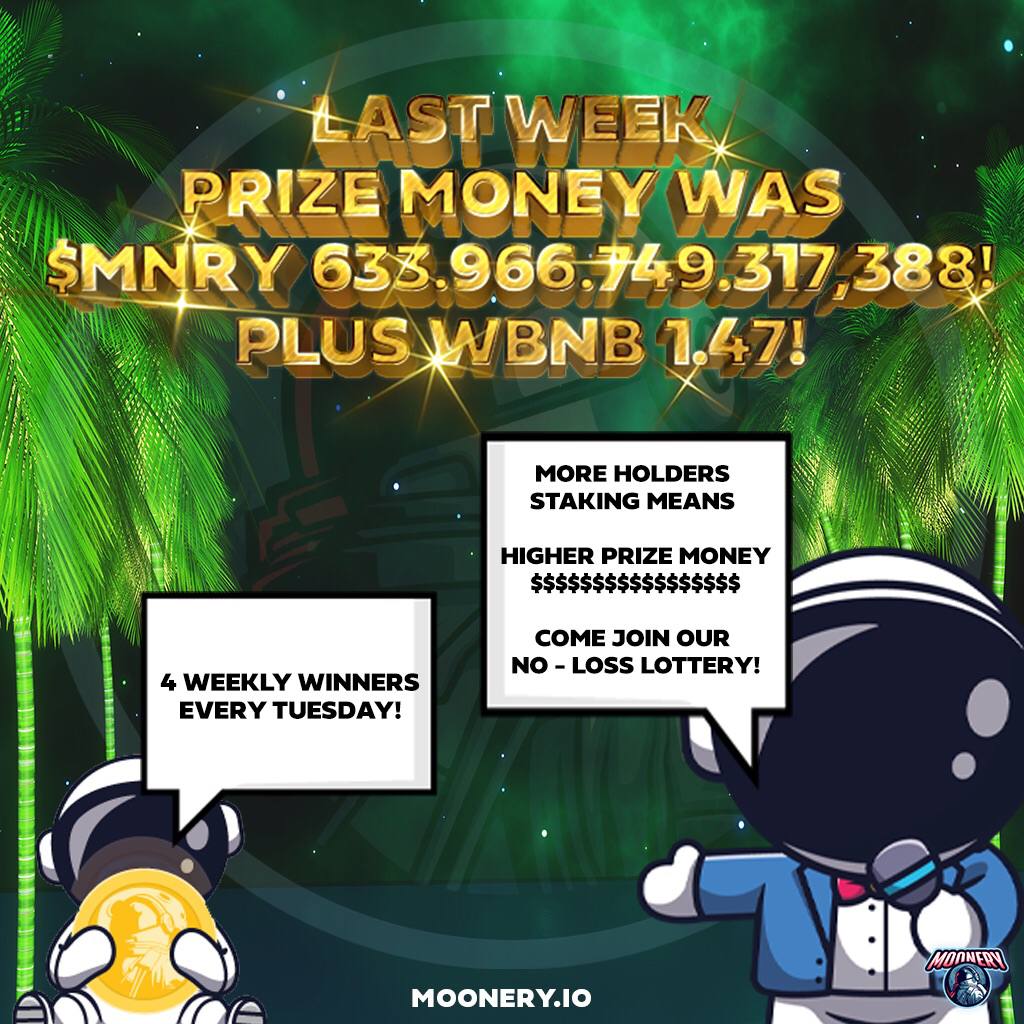 LAST WEEK
PRIZE MONEY WAS
$MNRY 633.966.749.317,388!
PLUS WBNB 1.47!
MORE HOLDERS
STAKING MEANS
HIGHER PRIZE MONEY
$$$$$$$$$$$$$$$$$
COME JOIN OUR
NO - LOSS LOTTERY!
4 WEEKLY WINNERS
EVERY TUESDAY!
MOONERY
MOONERY.IO